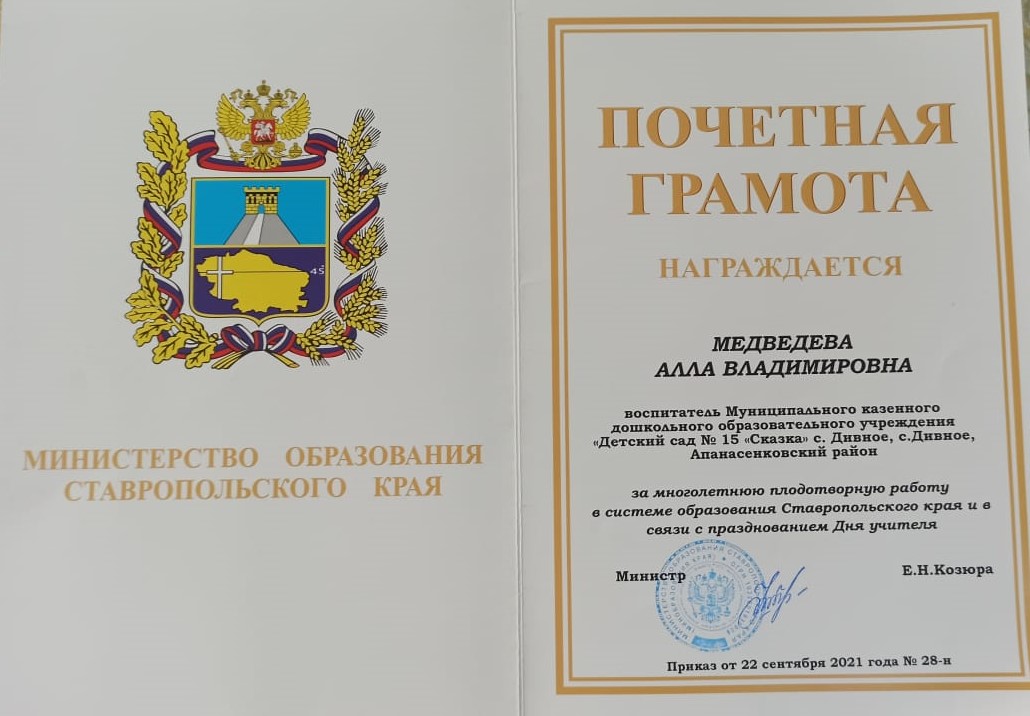 45°
МИНИСТЕРСТВО ОБРАЗОВАНИЯ
СТАВРОПОЛЬСКОГО КРАЯ
ПОЧЕТНАЯ
ГРАМОТА
НАГРАЖДАЕТСЯ
МЕДВЕДЕВА
АЛЛА ВЛАДИМИРОВНА
воспитатель Муниципального казенного
дошкольного образовательного учреждения
«Детский сад № 15 «Сказка» с. Дивное, с.Дивное,
Апанасенковский район
за многолетнюю плодотворную работу
в системе образования Ставропольского края и в
связи с празднованием Дня учителя
Министр
Е.Н.Козюра
Приказ от 22 сентября 2021 года № 28-н